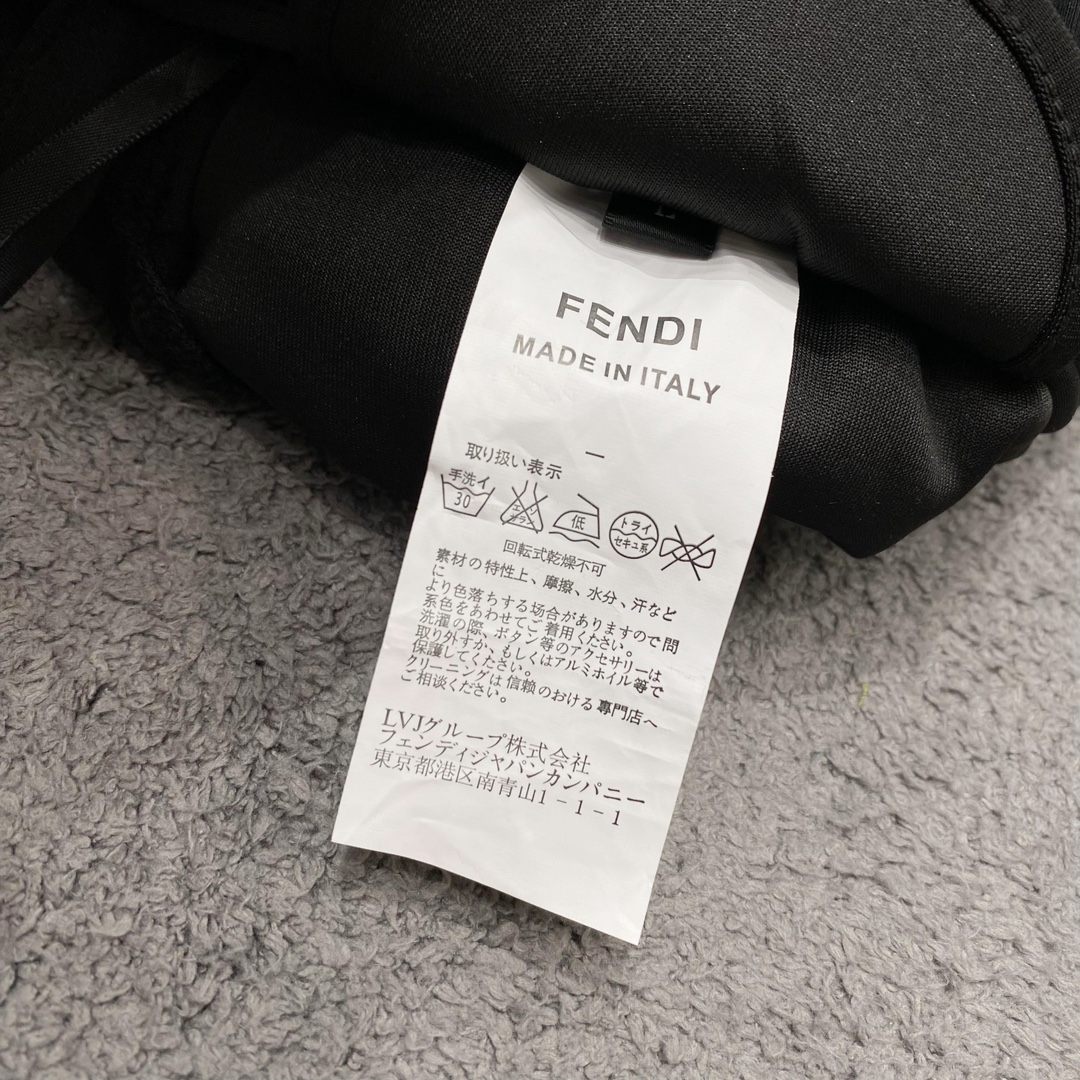 L
FENDI
MADE IN ITALY
取り扱い表示
手洗イ
30
エンソ
サラシ
低
ドライ
セキユ系
回転式乾燥不可
素材の特性上、摩擦、水分、汗など
に
より色落ちする場合がありますので同
系色をあわせてご着用ください。
洗濯の際、ボタン等のアクセサリーは
取り外すか、もしくはアルミホイル等で
保護してください。
クリーニングは信頼のおける専門店へ
ご相談ください。
LVJグループ株式会社
フェンディジャパンカンパニー
東京都港区南青山1-1-1